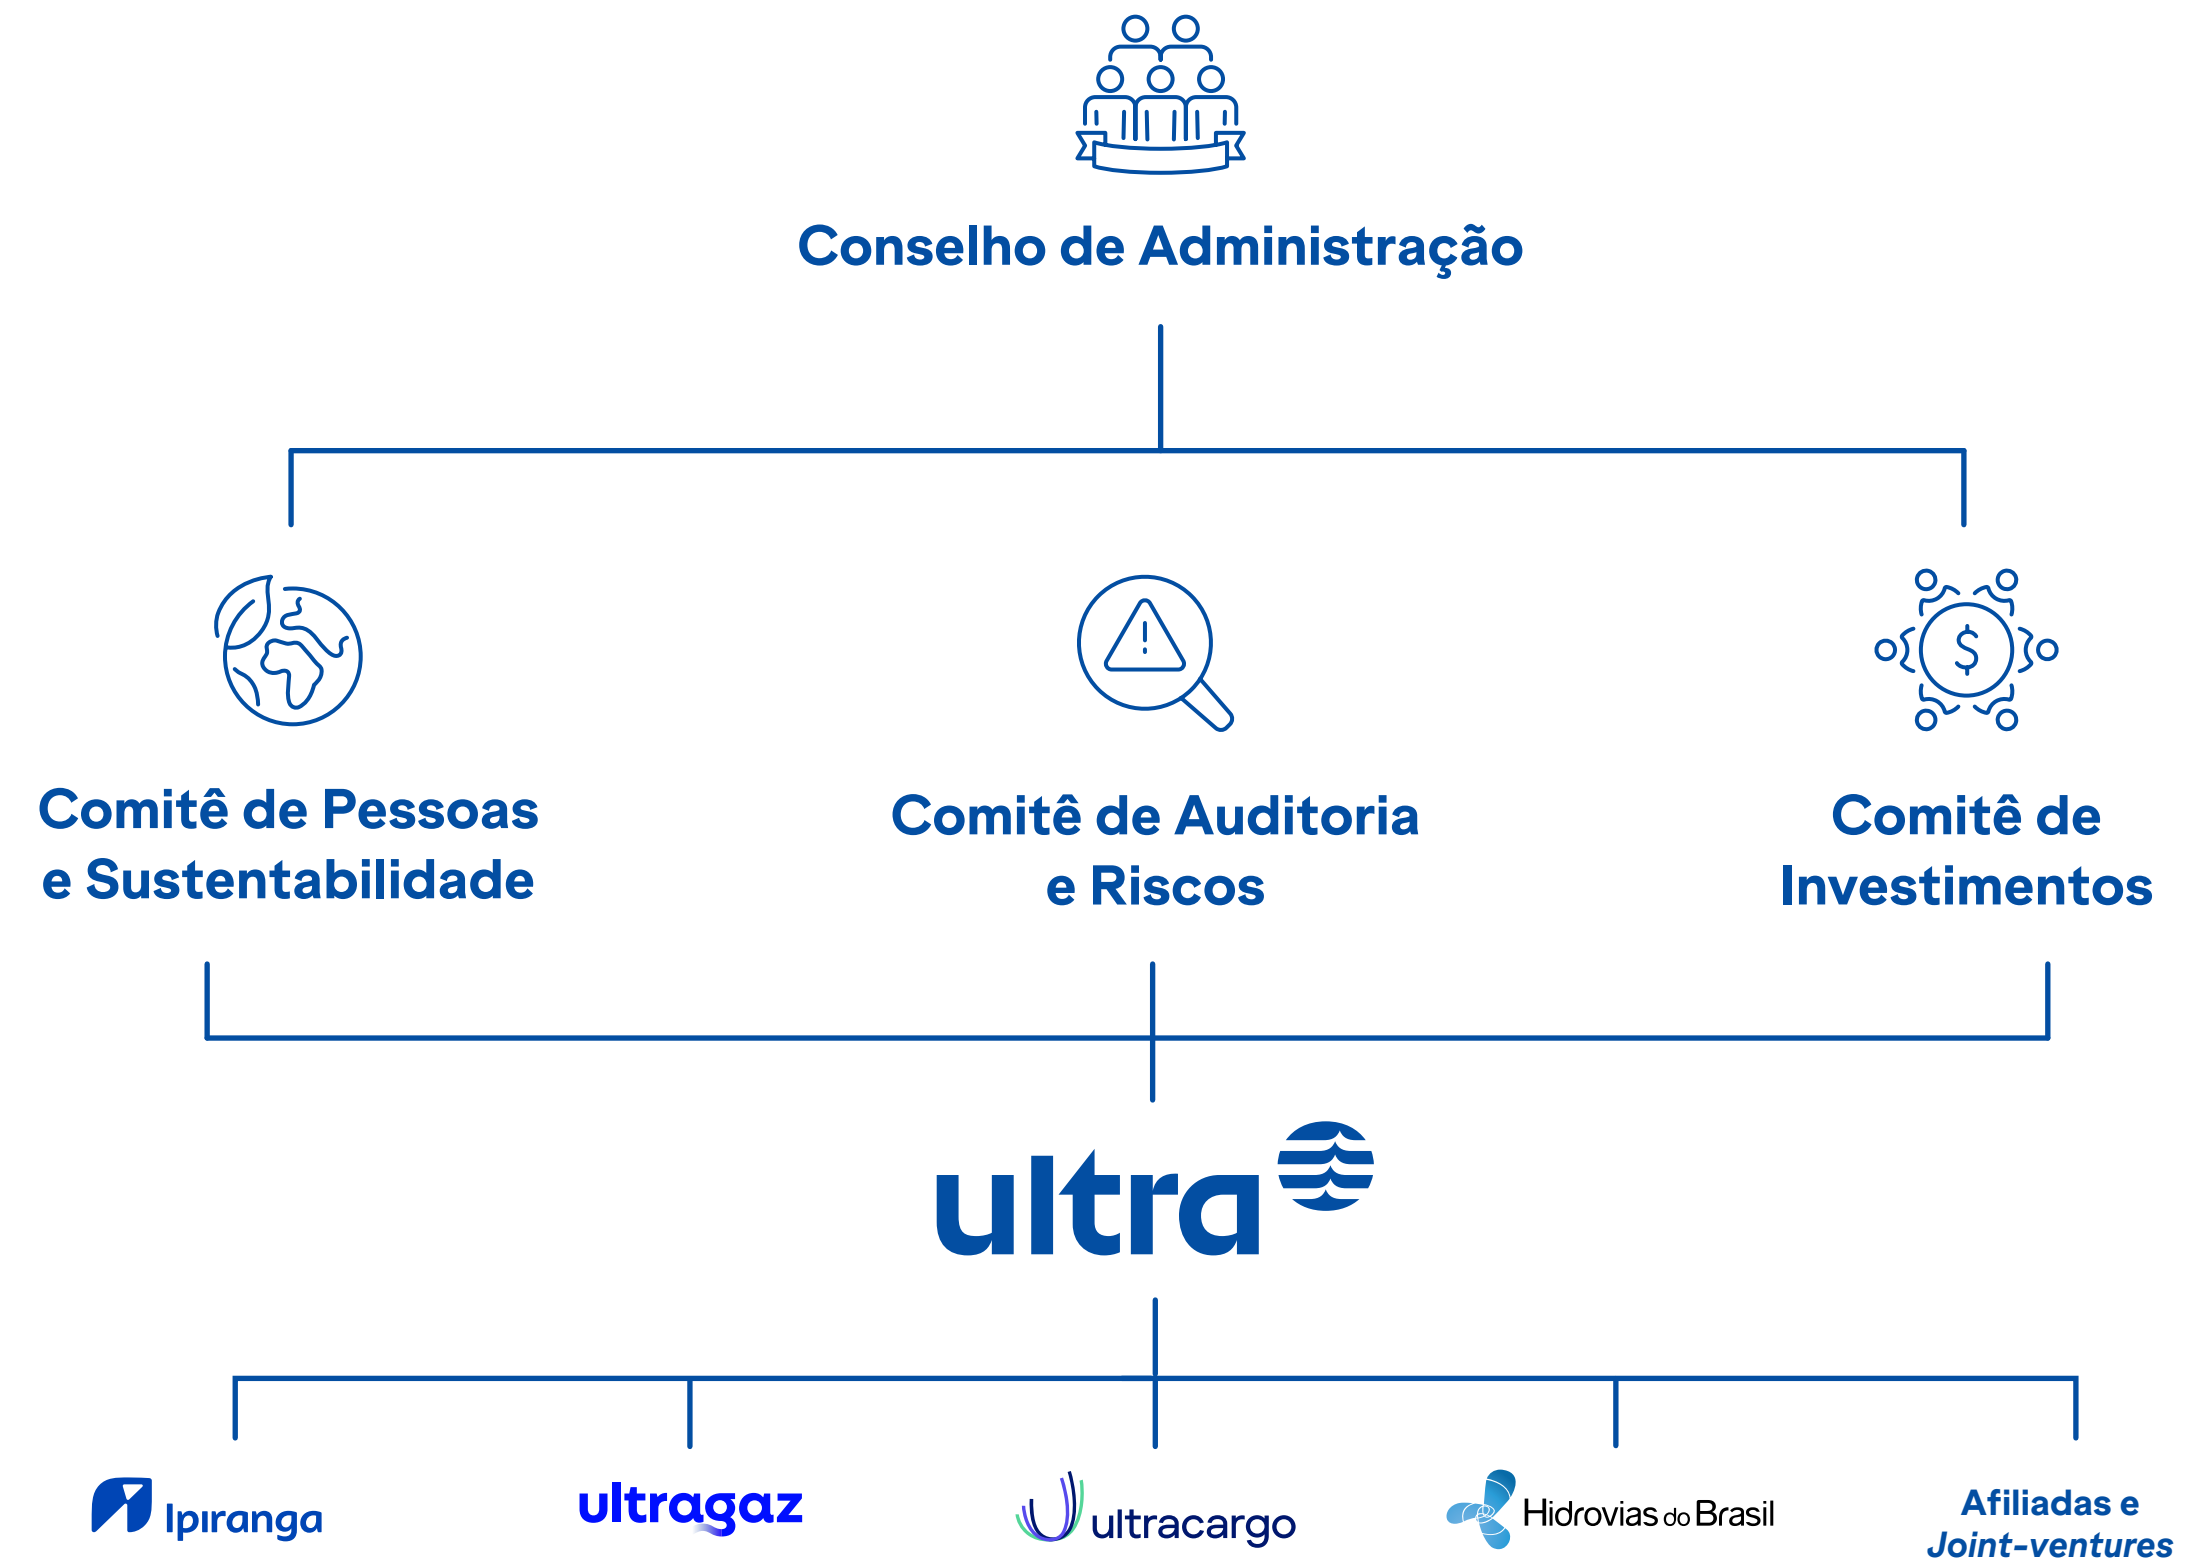 Conselho de Administração
Comitê de Pessoas
e Sustentabilidade
Comitê de Auditoria
e Riscos
Comitê de
Investimentos
$
ultra
Ipiranga
ultragaz
ultracargo
Hidrovias do Brasil
Afiliadas e
Joint-ventures